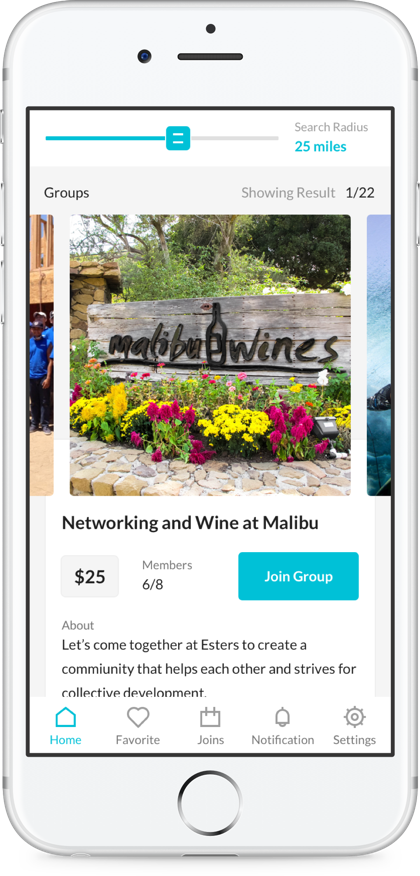 Search Radius
25 miles
Groups
Showing Result 1/22
malibu wines
Networking and Wine at Malibu
$25
Members
6/8
Join Group
About
Let's come together at Esters to create a
commiunity that helps each other and strives for
collective development.
Home
Favorite
Joins
Notification
Settings